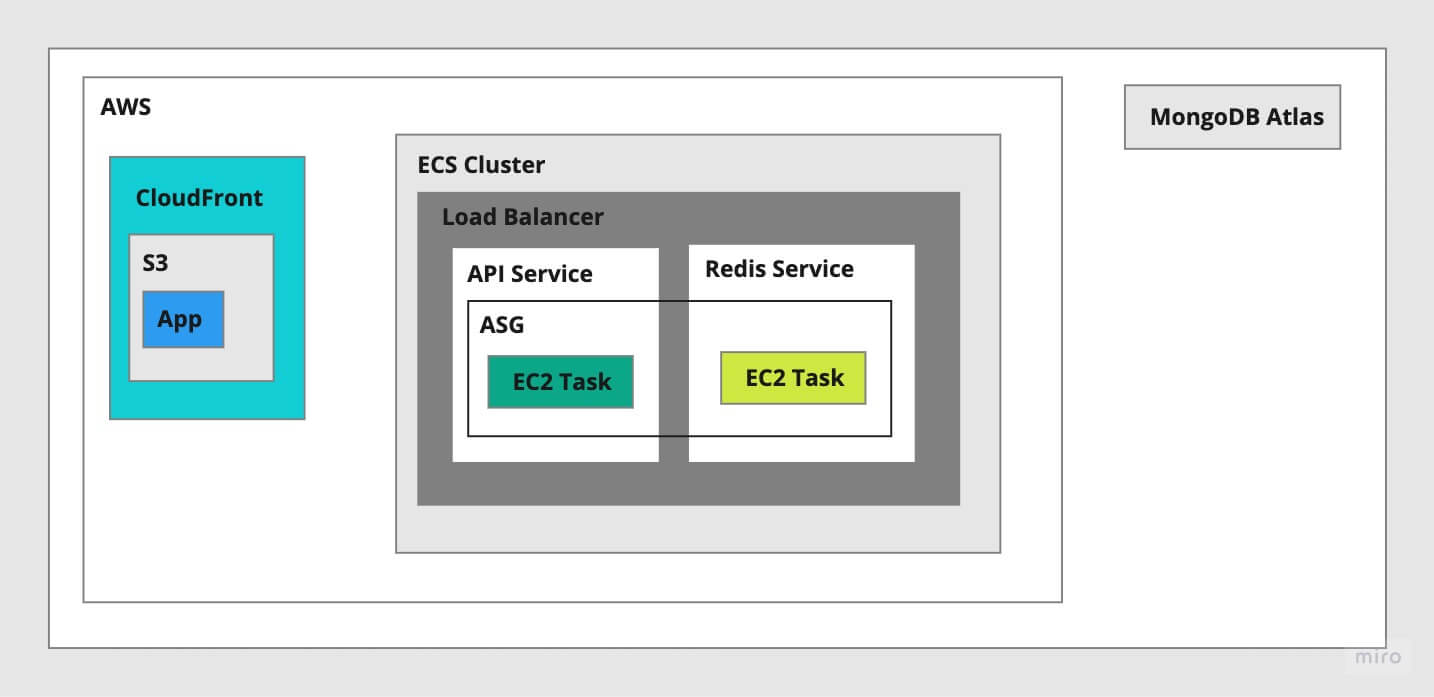 AWS
MongoDB Atlas
ECS Cluster
CloudFront
Load Balancer
S3
API Service
Redis Service
App
ASG
EC2 Task
EC2 Task
miro